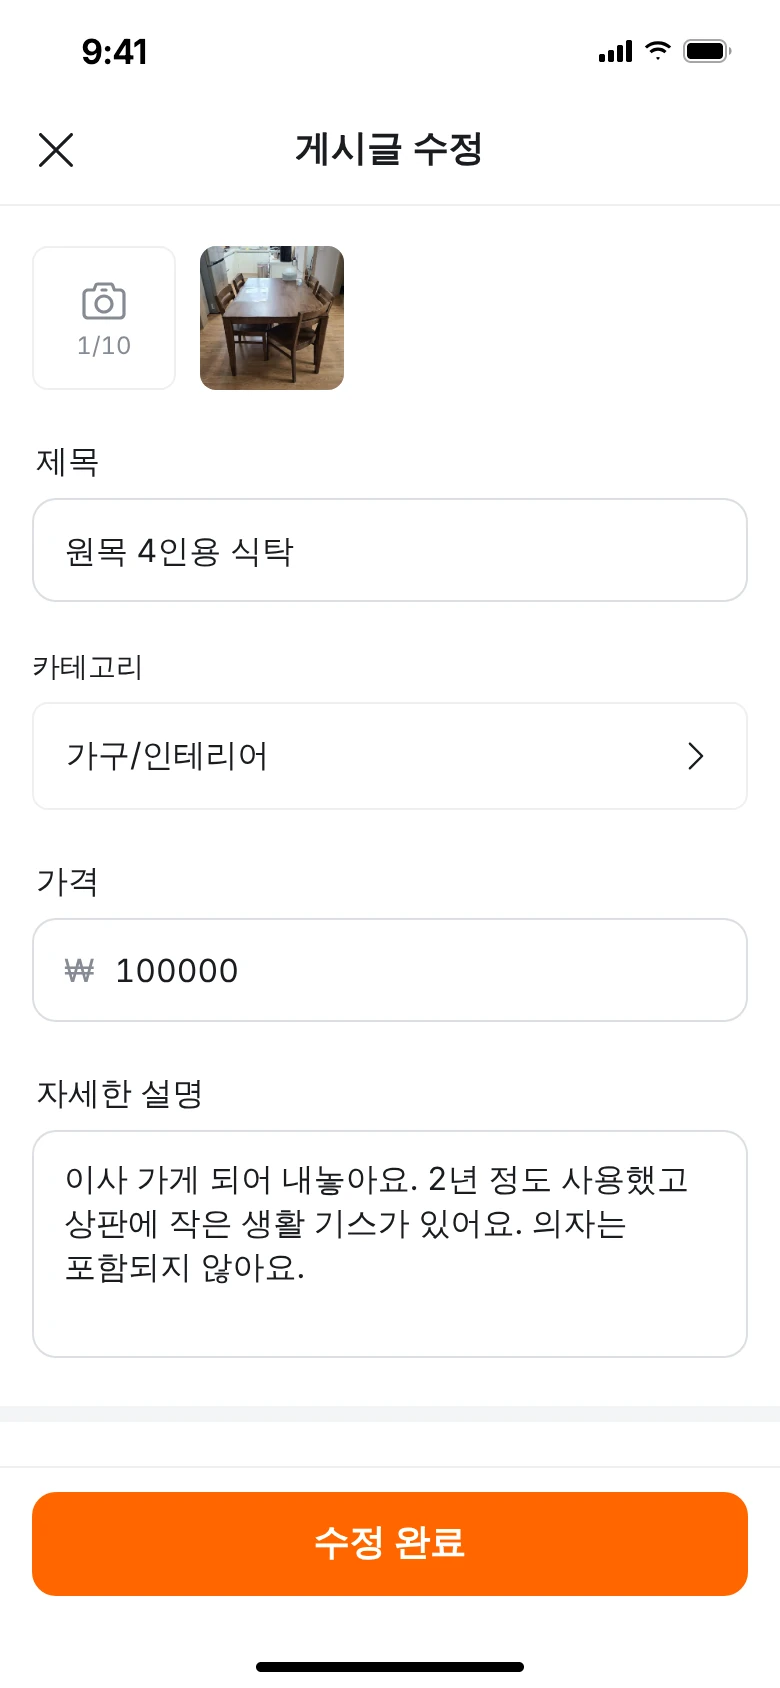 9:41
게시글 수정
1/10
제목
원목 4인용 식탁
카테고리
가구/인테리어
가격
₩ 100000
자세한 설명
이사 가게 되어 내놓아요. 2년 정도 사용했고
상판에 작은 생활 기스가 있어요. 의자는
포함되지 않아요.
수정 완료